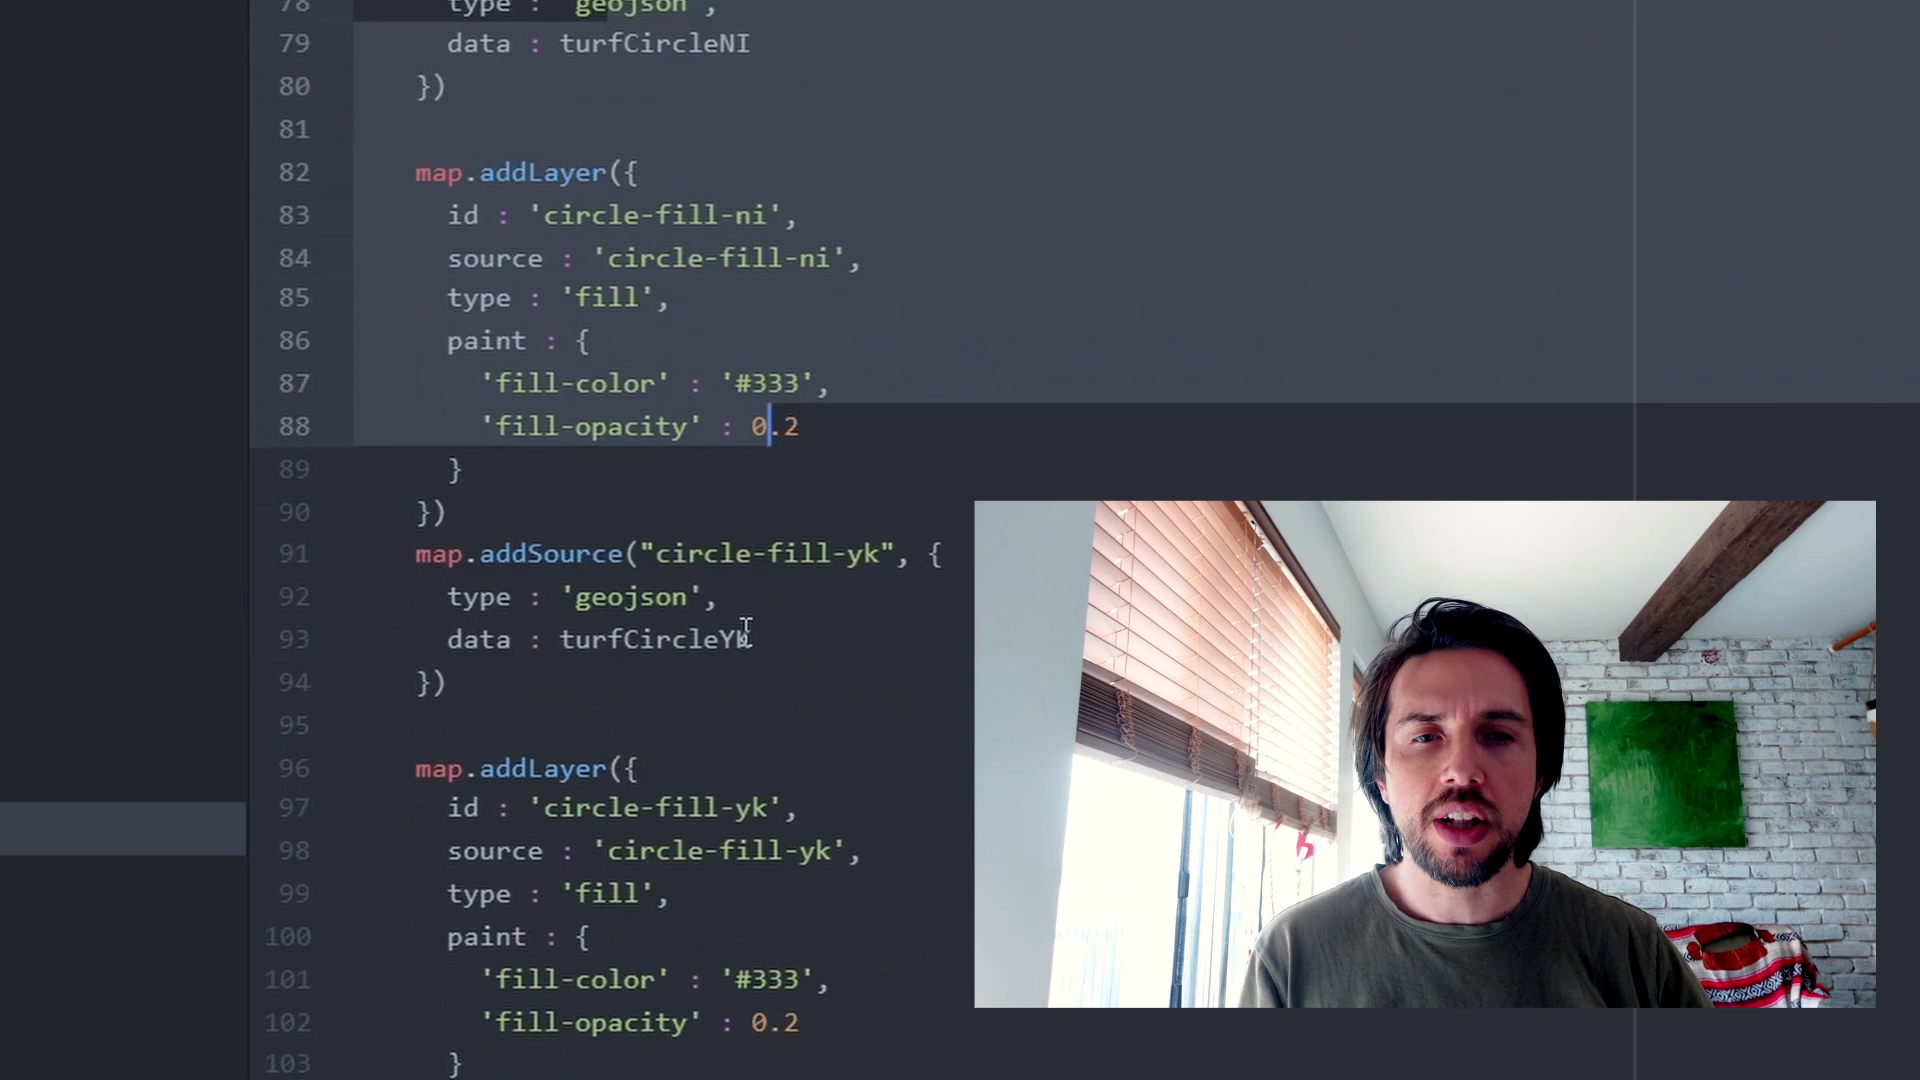 78 type : 'geojson',
79 data : turfCircleNI
80 })
81
82 map.addLayer({
83 id : 'circle-fill-ni',
84 source : 'circle-fill-ni',
85 type : 'fill',
86 paint : {
87 'fill-color' : '#333',
88 'fill-opacity' : 0.2
89 }
90 })
91 map.addSource("circle-fill-yk", {
92 type : 'geojson',
93 data : turfCircleYk
94 })
95
96 map.addLayer({
97 id : 'circle-fill-yk',
98 source : 'circle-fill-yk',
99 type : 'fill',
100 paint : {
101 'fill-color' : '#333',
102 'fill-opacity' : 0.2
103 }